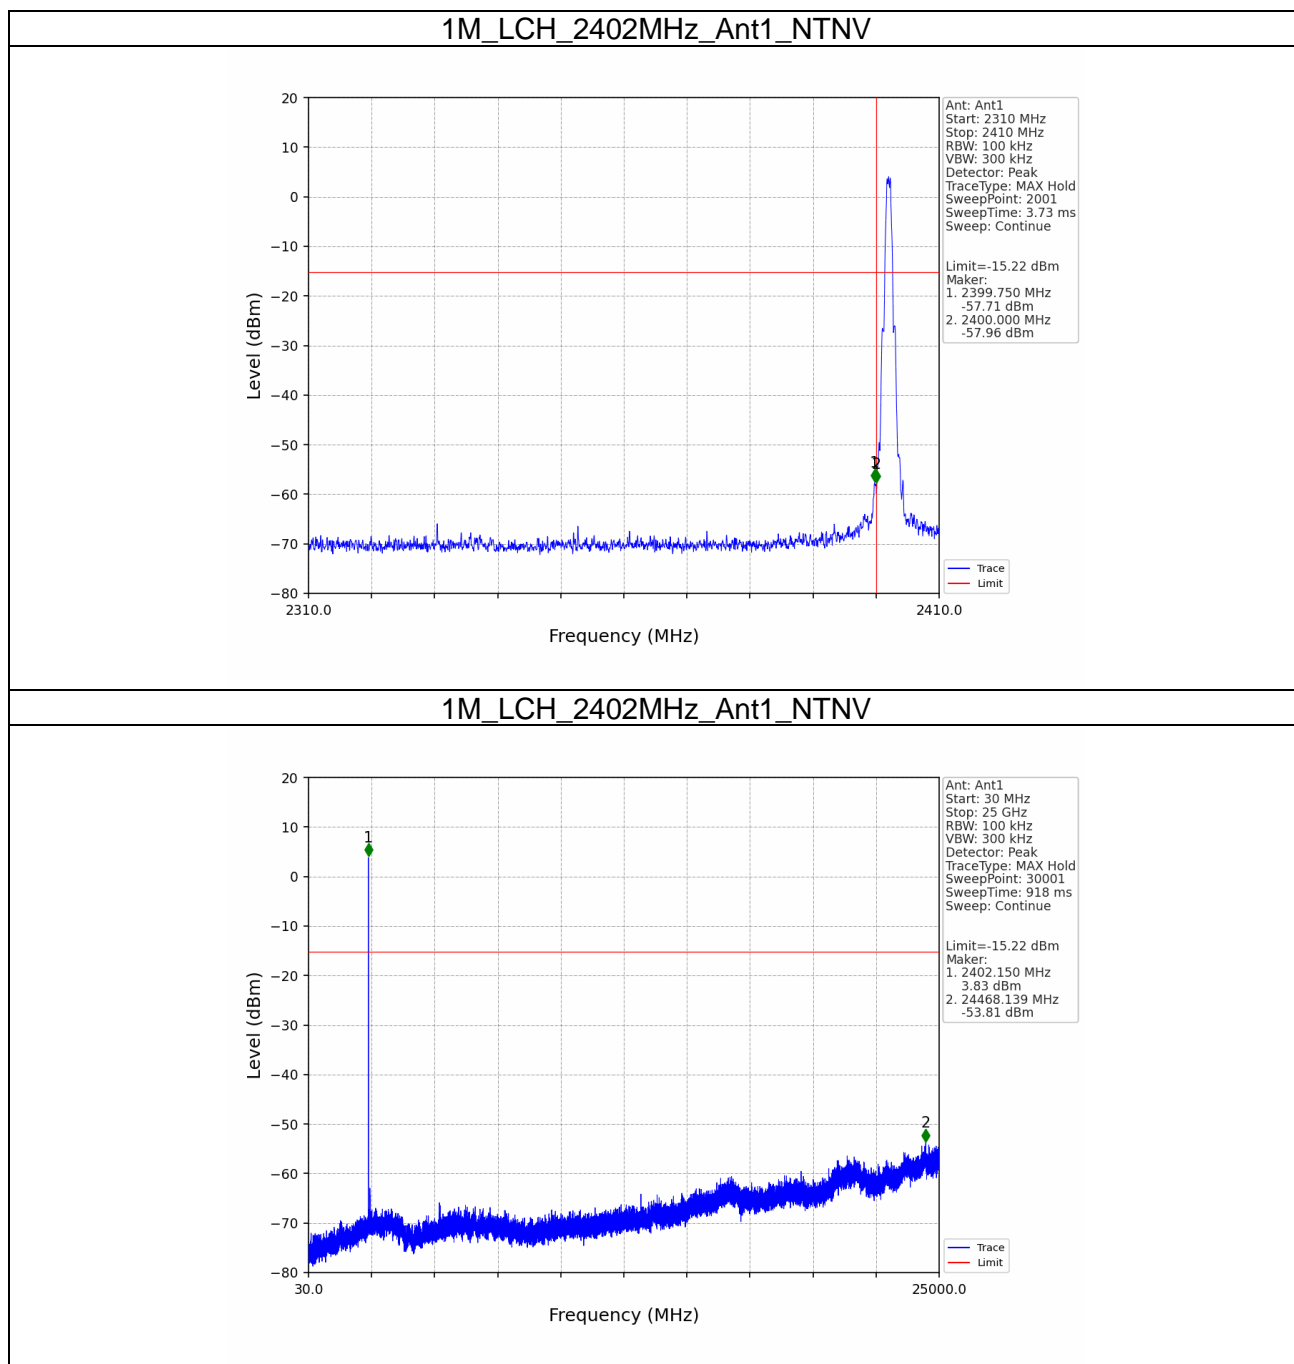 1M_LCH_2402MHz_Ant1_NTNV
20
10
0
−10
−20
−30
−40
−50
−60
−70
−80
Level (dBm)
1
2
2310.0
2410.0
Frequency (MHz)
Ant: Ant1
Start: 2310 MHz
Stop: 2410 MHz
RBW: 100 kHz
VBW: 300 kHz
Detector: Peak
TraceType: MAX Hold
SweepPoint: 2001
SweepTime: 3.73 ms
Sweep: Continue
Limit=-15.22 dBm
Maker:
1. 2399.750 MHz
-57.71 dBm
2. 2400.000 MHz
-57.96 dBm
Trace
Limit
1M_LCH_2402MHz_Ant1_NTNV
20
10
0
−10
−20
−30
−40
−50
−60
−70
−80
Level (dBm)
1
2
30.0
25000.0
Frequency (MHz)
Ant: Ant1
Start: 30 MHz
Stop: 25 GHz
RBW: 100 kHz
VBW: 300 kHz
Detector: Peak
TraceType: MAX Hold
SweepPoint: 30001
SweepTime: 918 ms
Sweep: Continue
Limit=-15.22 dBm
Maker:
1. 2402.150 MHz
3.83 dBm
2. 24468.139 MHz
-53.81 dBm
Trace
Limit